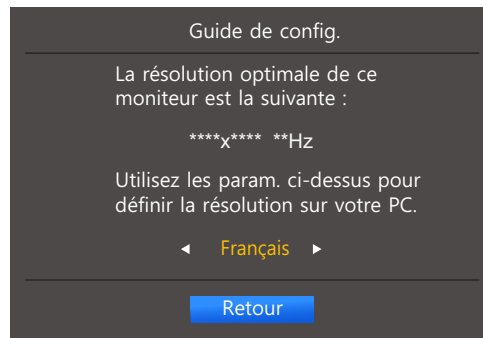 Guide de config.
La résolution optimale de ce
moniteur est la suivante :
****x**** **Hz
Utilisez les param. ci-dessus pour
définir la résolution sur votre PC.
Français
Retour